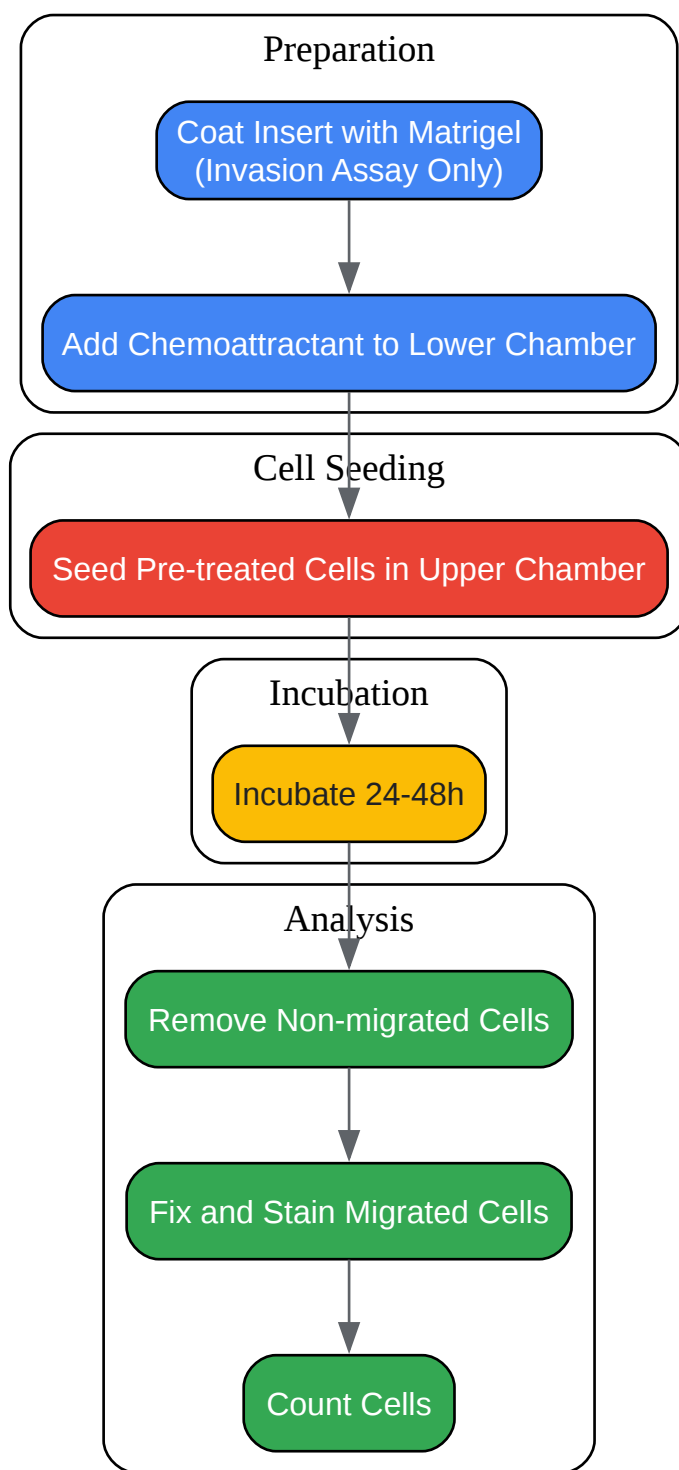 Preparation
Coat Insert with Matrigel
(Invasion Assay Only)
Add Chemoattractant to Lower Chamber
Cell Seeding
Seed Pre-treated Cells in Upper Chamber
Incubation
Incubate 24-48h
Analysis
Remove Non-migrated Cells
Fix and Stain Migrated Cells
Count Cells